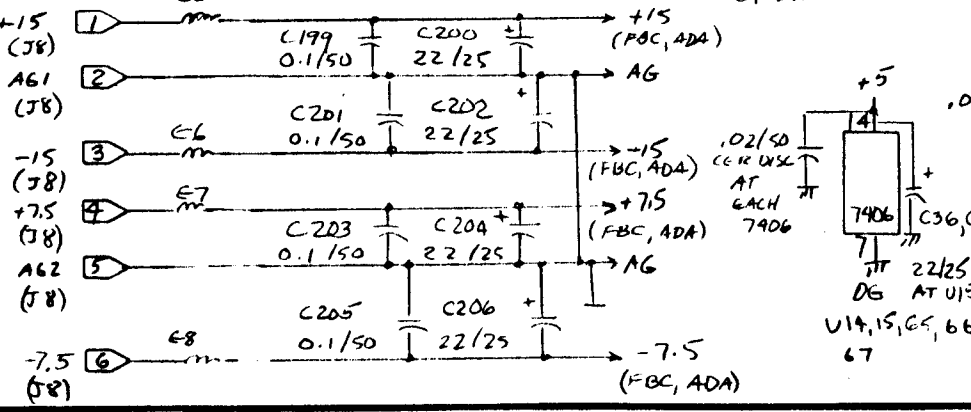 +15 1 +15
(J8) (FBC, ADA)
C199 C200 +
0.1/50 22/25
AG1 2 AG
(J8)
C201 C202 +
0.1/50 22/25
E6
-15 3 -15
(J8) (FBC, ADA)
E7
+7.5 4 +7.5
(J8) (FBC, ADA)
C203 C204 +
0.1/50 22/25
AG2 5 AG
(J8)
C205 C206 +
0.1/50 22/25
E8
-7.5 6 -7.5
(J8) (FBC, ADA)
+5
.02/50
CER DISC
AT
EACH
7406
4
7406
7
DG
+
C36,
22/25
AT U15
U14, 15, 65, 66
67